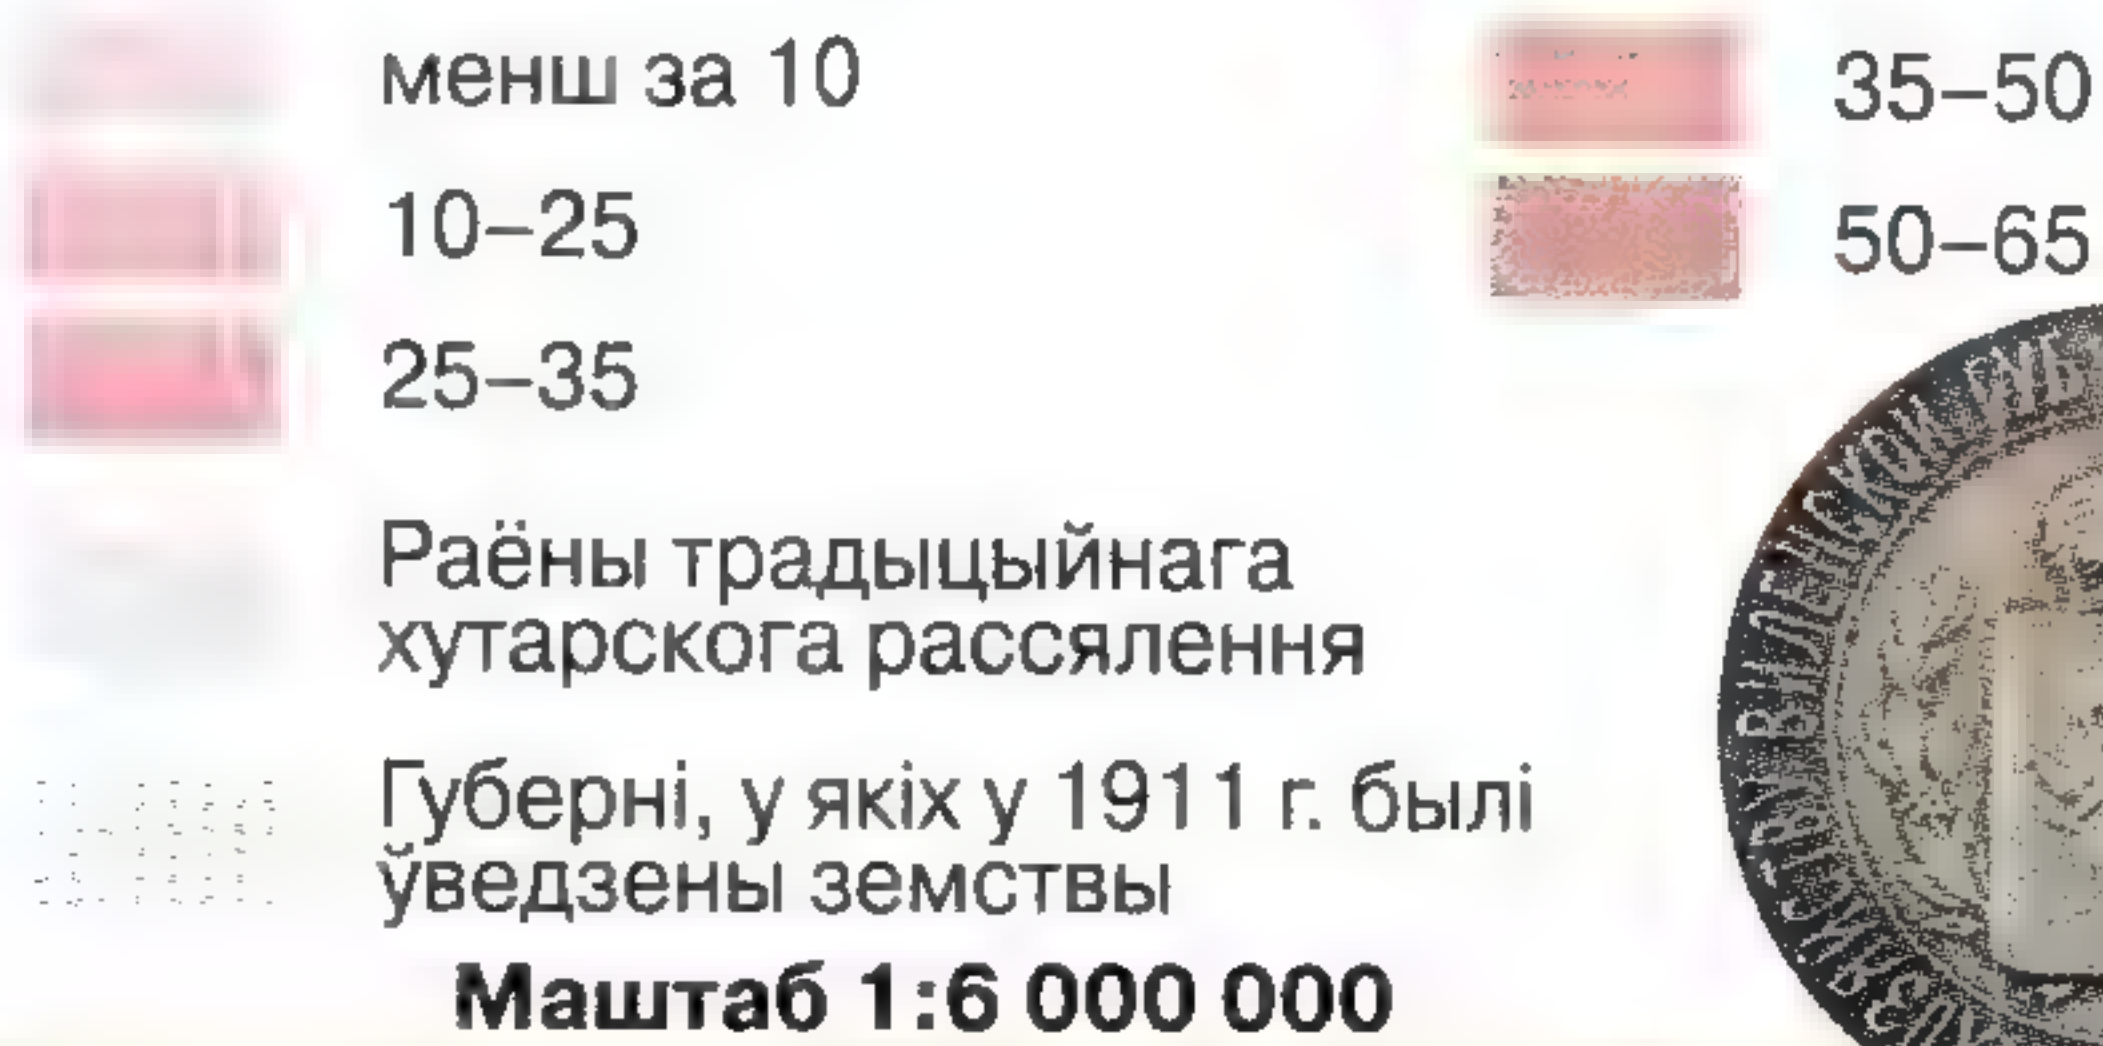 менш за 10
10–25
25–35
35–50
50–65
Раёны традыцыйнага
хутарскога рассялення
Губерні, у якіх у 1911 г. былі
ўведзены земствы
Маштаб 1:6 000 000
ВИЛЕНСКОЙ